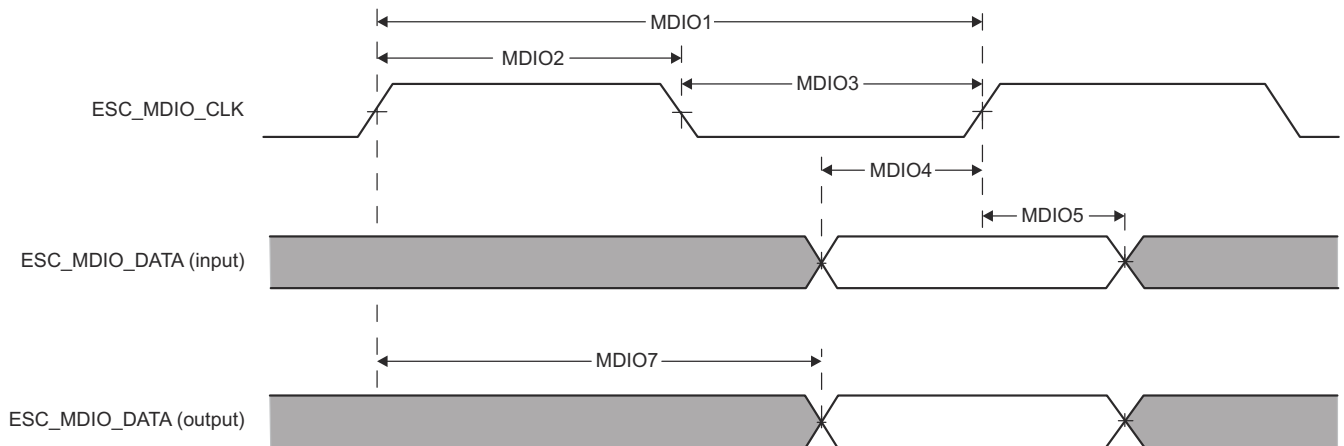 MDIO1
MDIO2
MDIO3
ESC_MDIO_CLK
MDIO4
MDIO5
ESC_MDIO_DATA (input)
MDIO7
ESC_MDIO_DATA (output)